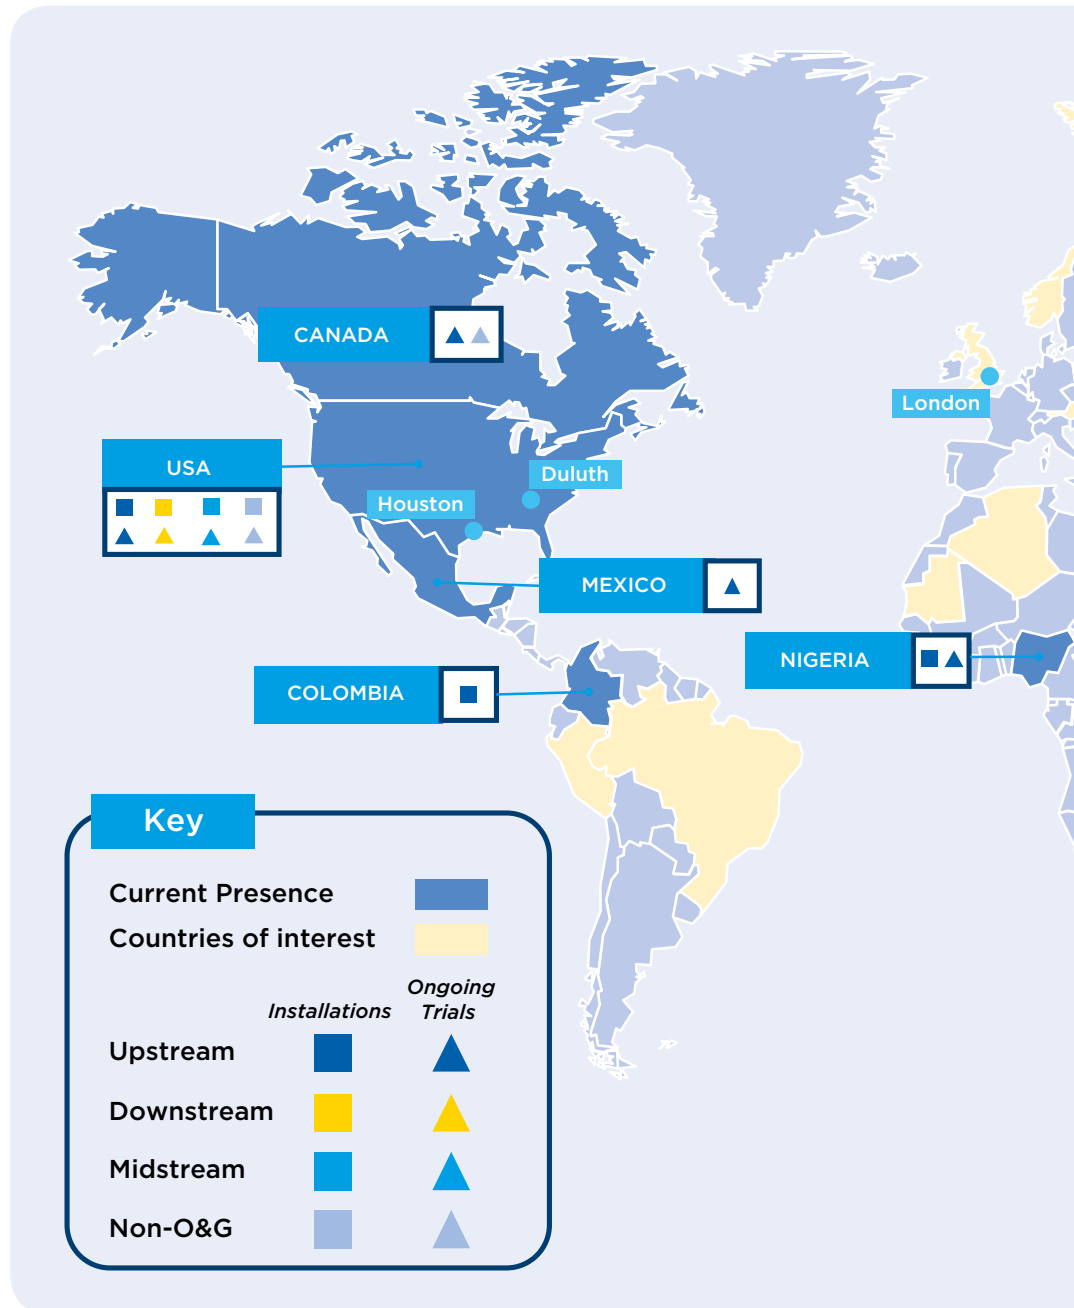 CANADA
London
USA
Duluth
Houston
MEXICO
NIGERIA
COLOMBIA
Key
Current Presence
Countries of interest
Installations
Ongoing
Trials
Upstream
Downstream
Midstream
Non-O&G